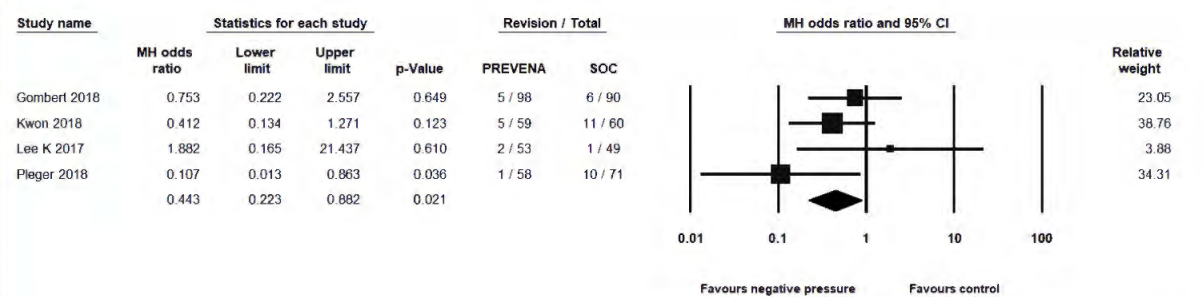 Study name Statistics for each study Revision / Total MH odds ratio and 95% CI
MH odds ratio Lower limit Upper limit p-Value PREVENA SOC Relative weight
Gombert 2018 0.753 0.222 2.557 0.649 5 / 98 6 / 90 23.05
Kwon 2018 0.412 0.134 1.271 0.123 5 / 59 11 / 60 38.76
Lee K 2017 1.882 0.165 21.437 0.610 2 / 53 1 / 49 3.88
Pleger 2018 0.107 0.013 0.863 0.036 1 / 58 10 / 71 34.31
0.443 0.223 0.882 0.021
0.01 0.1 1 10 100
Favours negative pressure Favours control